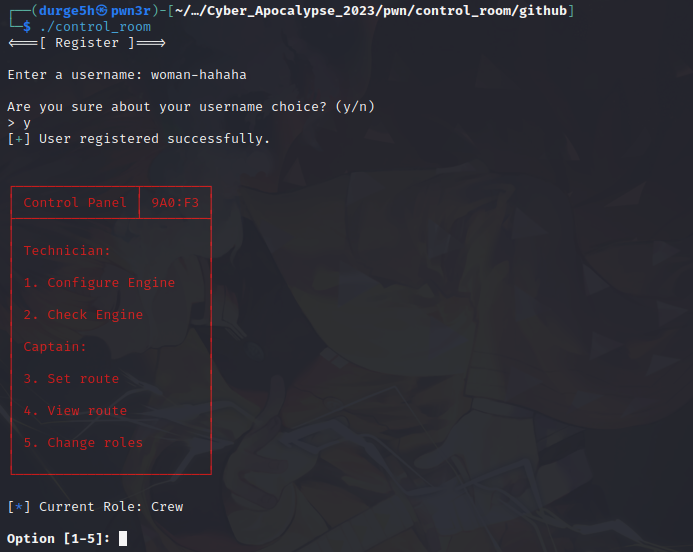 ┌──(durge5h㉿pwn3r)-[~/…/Cyber_Apocalypse_2023/pwn/control_room/github]
└─$ ./control_room
<═══[ Register ]═══>
Enter a username: woman-hahaha
Are you sure about your username choice? (y/n)
> y
[+] User registered successfully.
Control Panel │ 9A0:F3
Technician:
1. Configure Engine
2. Check Engine
Captain:
3. Set route
4. View route
5. Change roles
[*] Current Role: Crew
Option [1-5]: